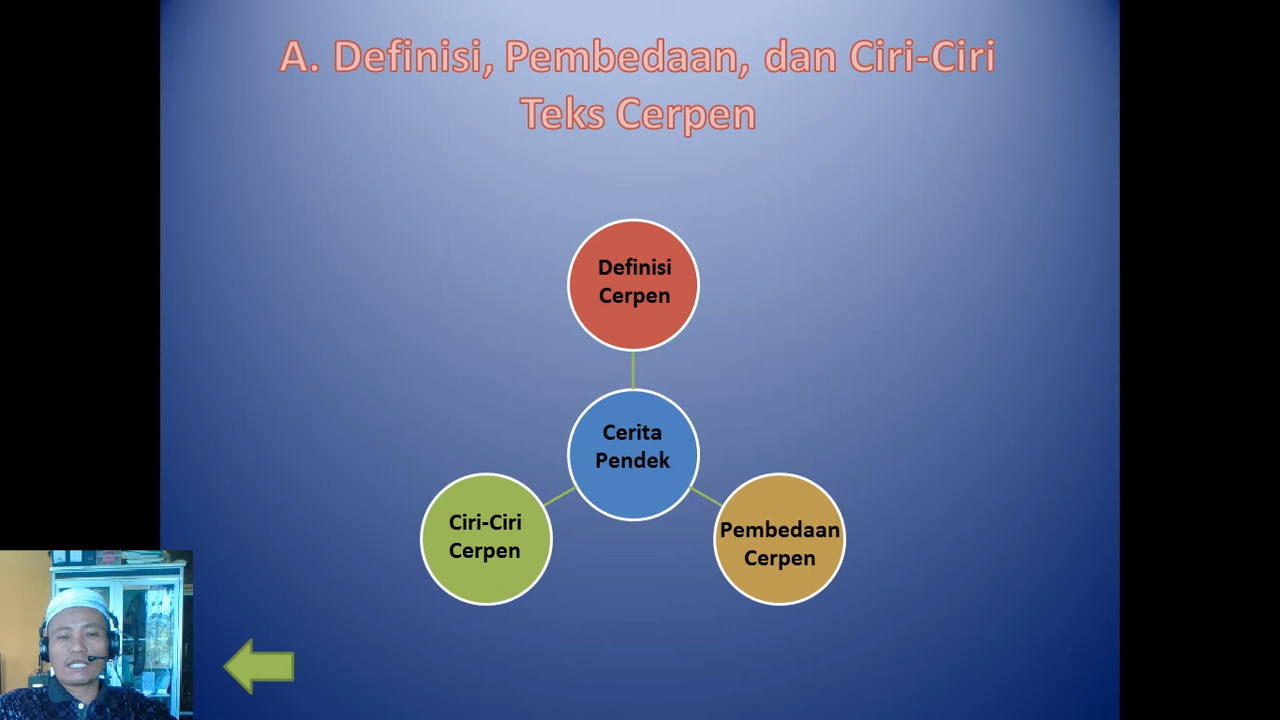 A. Definisi, Pembedaan, dan Ciri-Ciri
Teks Cerpen
Definisi
Cerpen
Cerita
Pendek
Ciri-Ciri
Cerpen
Pembedaan
Cerpen